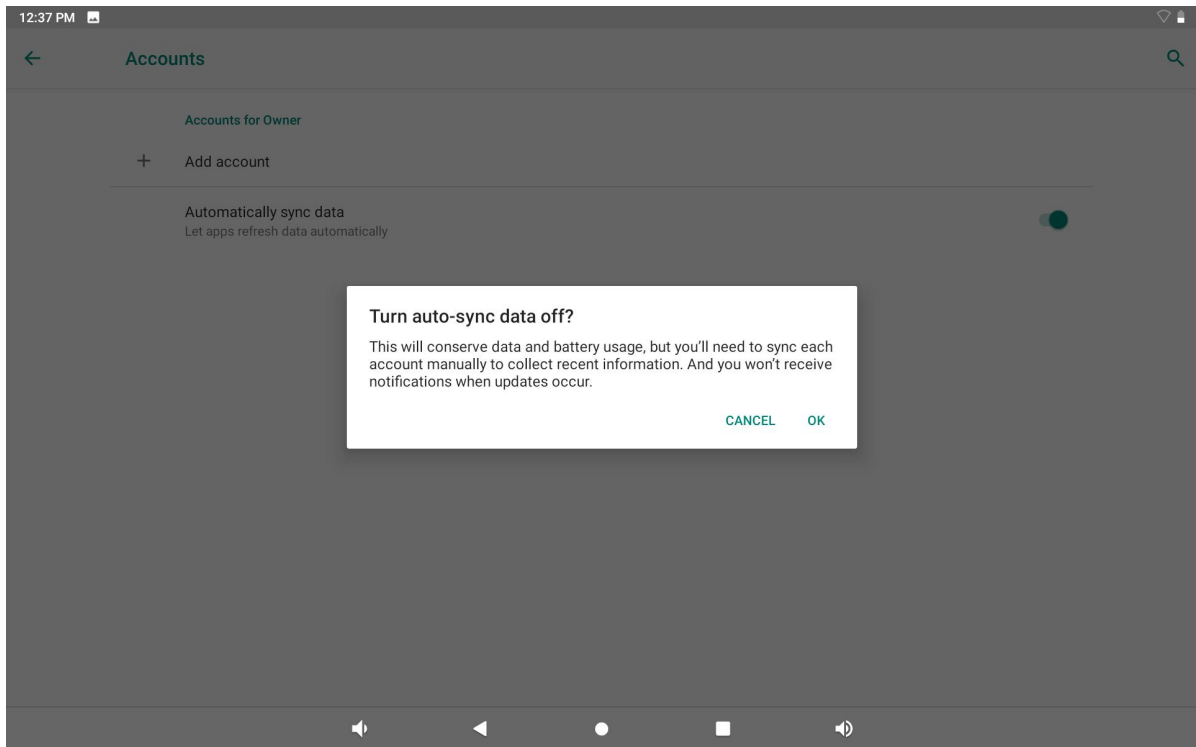 12:37 PM
Accounts
Accounts for Owner
Add account
Automatically sync data
Let apps refresh data automatically
Turn auto-sync data off?
This will conserve data and battery usage, but you’ll need to sync each
account manually to collect recent information. And you won’t receive
notifications when updates occur.
CANCEL OK